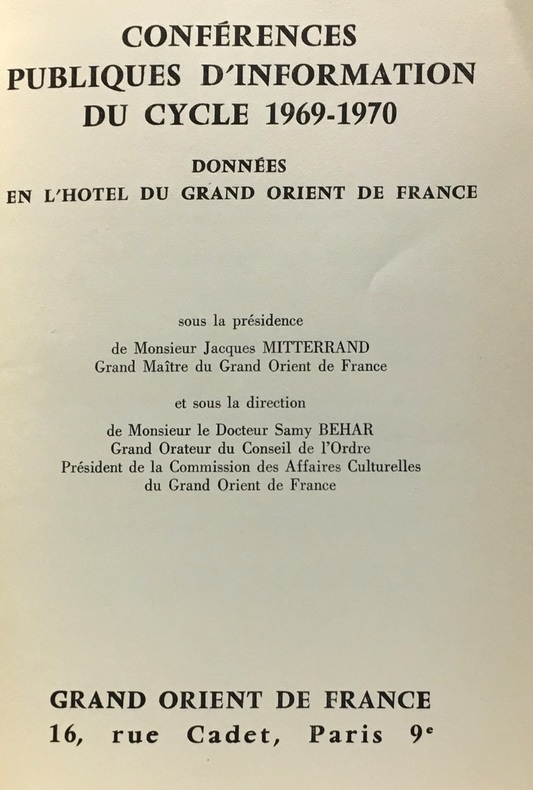 CONFÉRENCES
PUBLIQUES D'INFORMATION
DU CYCLE 1969-1970
DONNÉES
EN L'HOTEL DU GRAND ORIENT DE FRANCE
sous la présidence
de Monsieur Jacques MITTERRAND
Grand Maître du Grand Orient de France
et sous la direction
de Monsieur le Docteur Samy BEHAR
Grand Orateur du Conseil de l'Ordre
Président de la Commission des Affaires Culturelles
du Grand Orient de France
GRAND ORIENT DE FRANCE
16, rue Cadet, Paris 9e